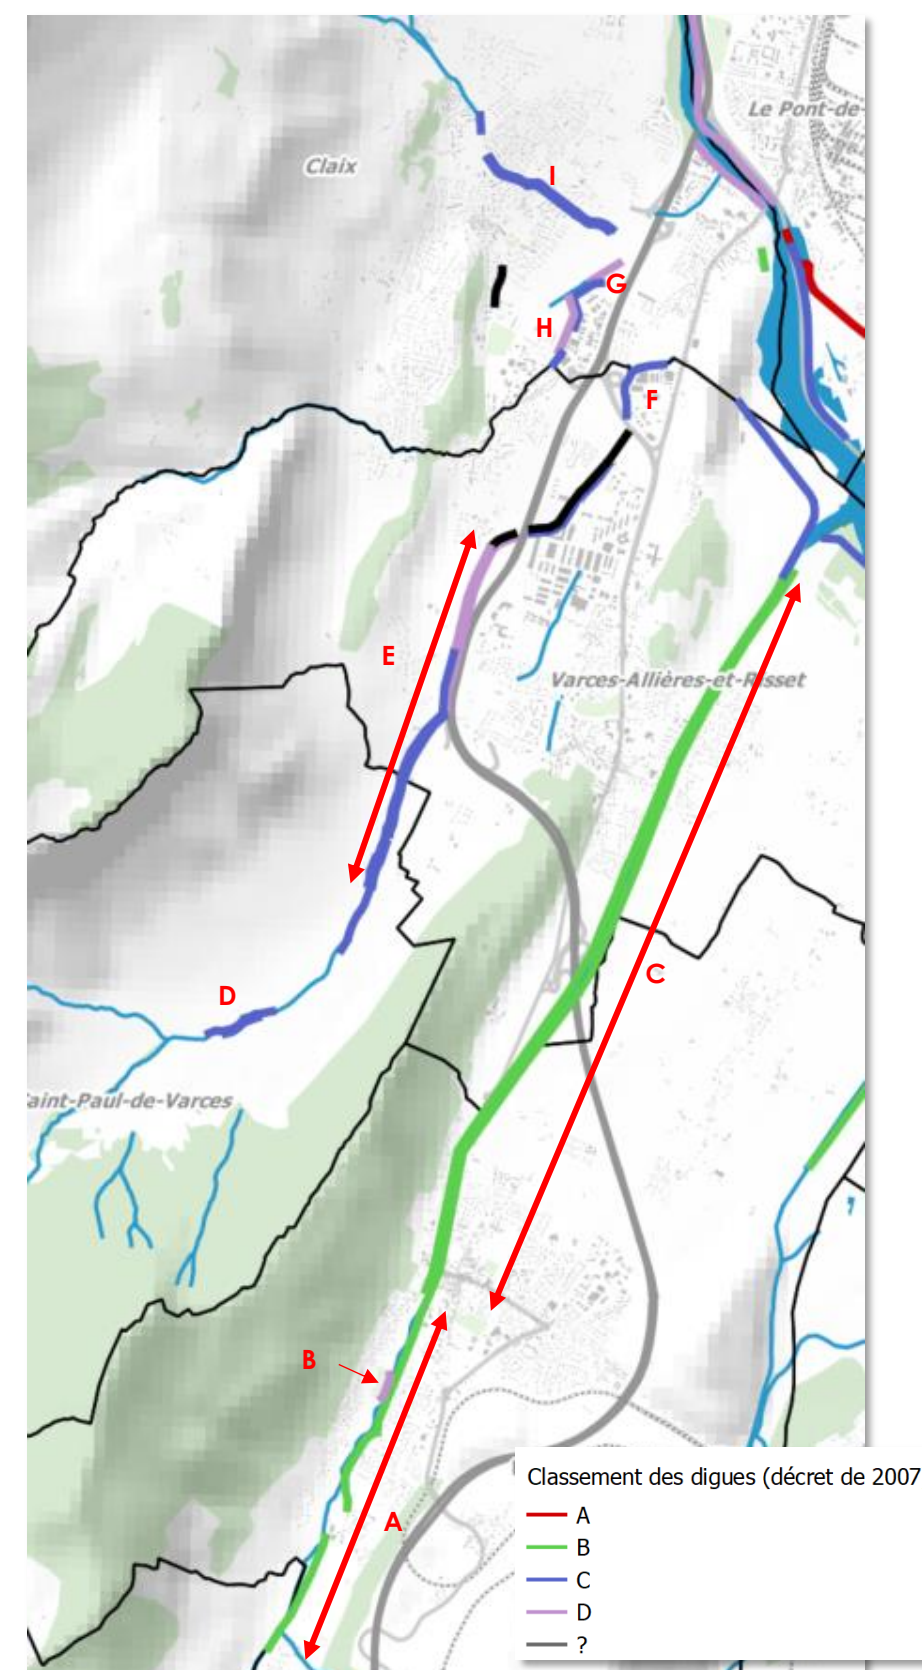 Le Pont-de-
Claix
I
G
H
F
E
Varces-Allières-et-Risset
C
D
aint-Paul-de-Varces
B
A
Classement des digues (décret de 2007
A
B
C
D
?